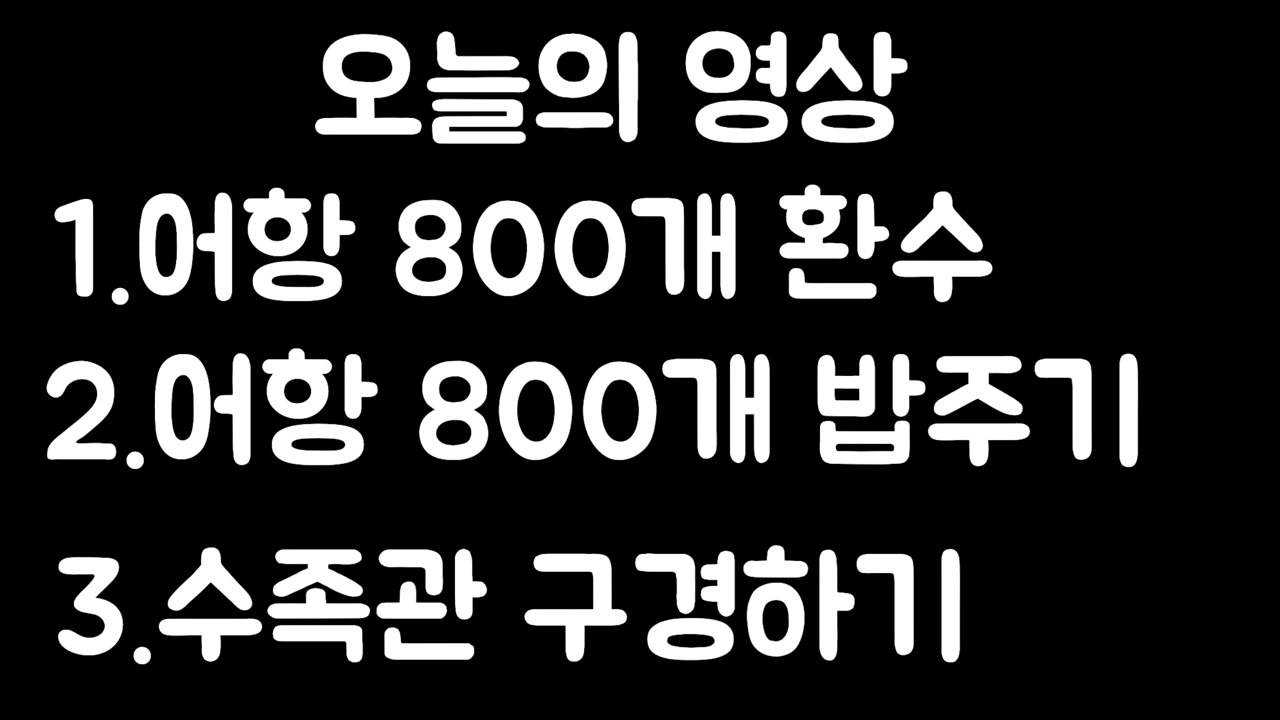 오늘의 영상
1.어항 800개 환수
2.어항 800개 밥주기
3.수족관 구경하기